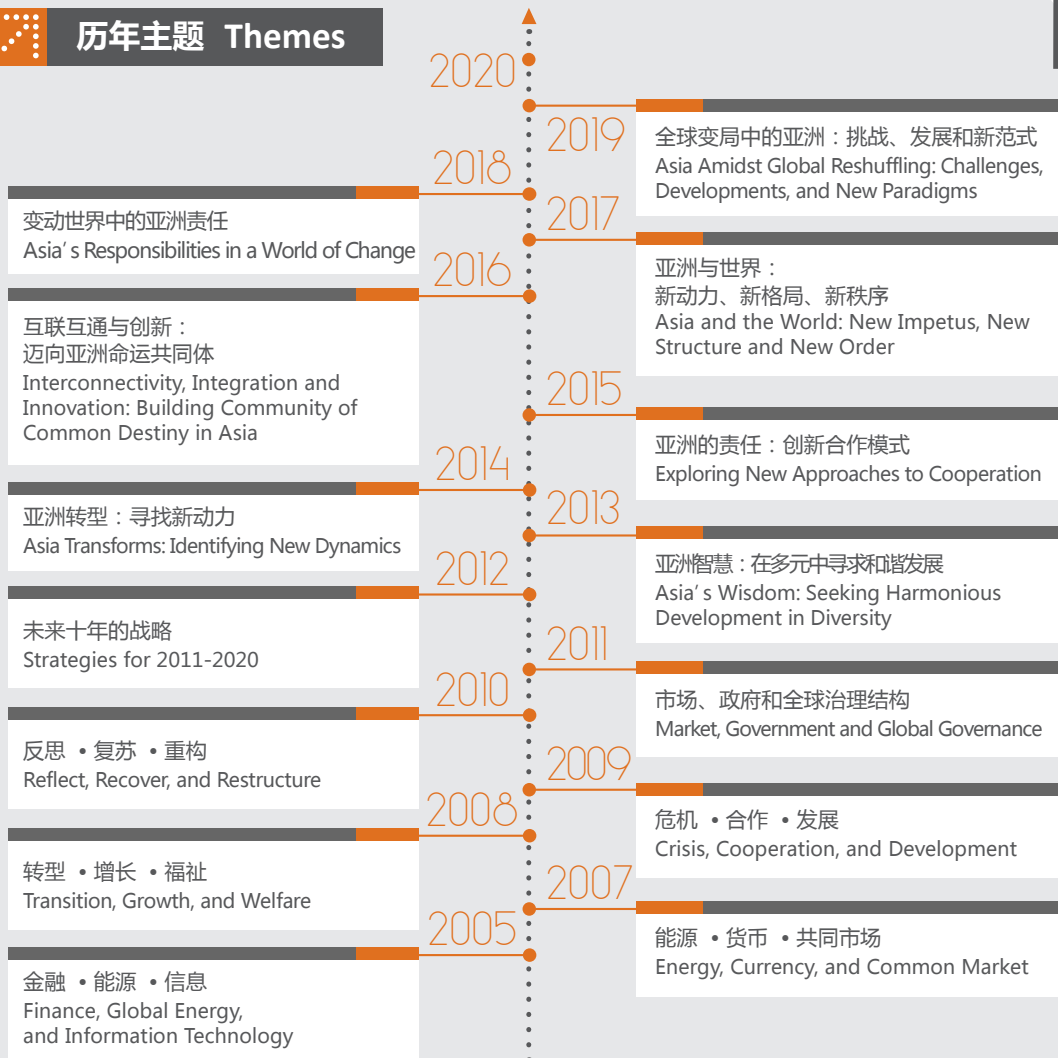 历年主题 Themes
2020
2019
全球变局中的亚洲：挑战、发展和新范式
Asia Amidst Global Reshuffling: Challenges,
Developments, and New Paradigms
2018
变动世界中的亚洲责任
Asia's Responsibilities in a World of Change
2017
亚洲与世界：
新动力、新格局、新秩序
Asia and the World: New Impetus, New
Structure and New Order
2016
互联互通与创新：
迈向亚洲命运共同体
Interconnectivity, Integration and
Innovation: Building Community of
Common Destiny in Asia
2015
亚洲的责任：创新合作模式
Exploring New Approaches to Cooperation
2014
亚洲转型：寻找新动力
Asia Transforms: Identifying New Dynamics
2013
亚洲智慧：在多元中寻求和谐发展
Asia's Wisdom: Seeking Harmonious
Development in Diversity
2012
未来十年的战略
Strategies for 2011-2020
2011
市场、政府和全球治理结构
Market, Government and Global Governance
2010
反思 • 复苏 • 重构
Reflect, Recover, and Restructure
2009
危机 • 合作 • 发展
Crisis, Cooperation, and Development
2008
转型 • 增长 • 福祉
Transition, Growth, and Welfare
2007
能源 • 货币 • 共同市场
Energy, Currency, and Common Market
2005
金融 • 能源 • 信息
Finance, Global Energy,
and Information Technology